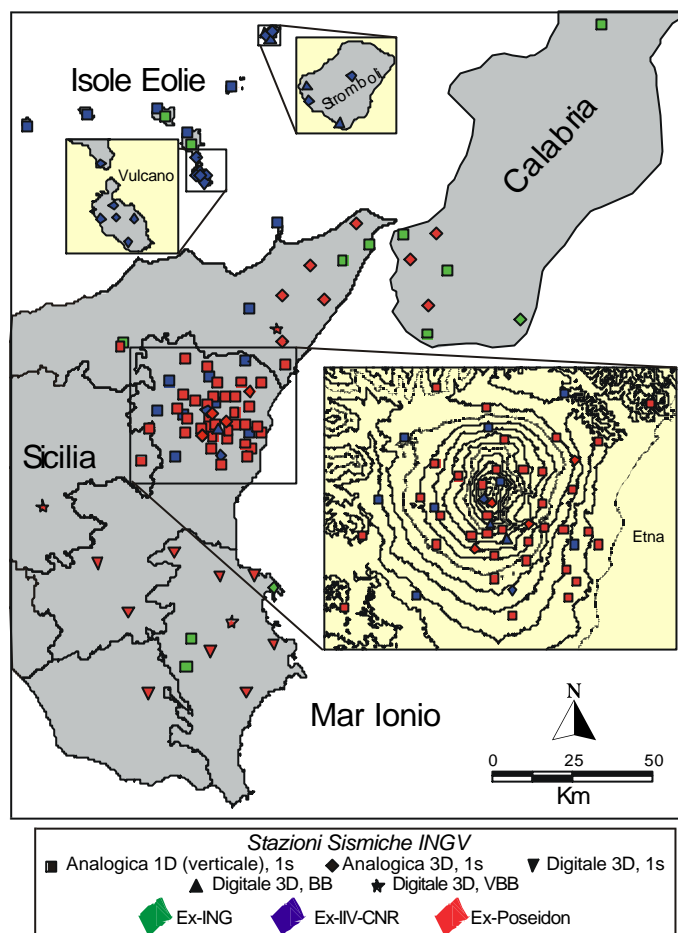 Isole Eolie
Stromboli
Calabria
Vulcano
Sicilia
Etna
Mar Ionio
N
0 25 50
Km
Stazioni Sismiche INGV
Analogica 1D (verticale), 1s Analogica 3D, 1s Digitale 3D, 1s
Digitale 3D, BB Digitale 3D, VBB
Ex-ING Ex-IIV-CNR Ex-Poseidon